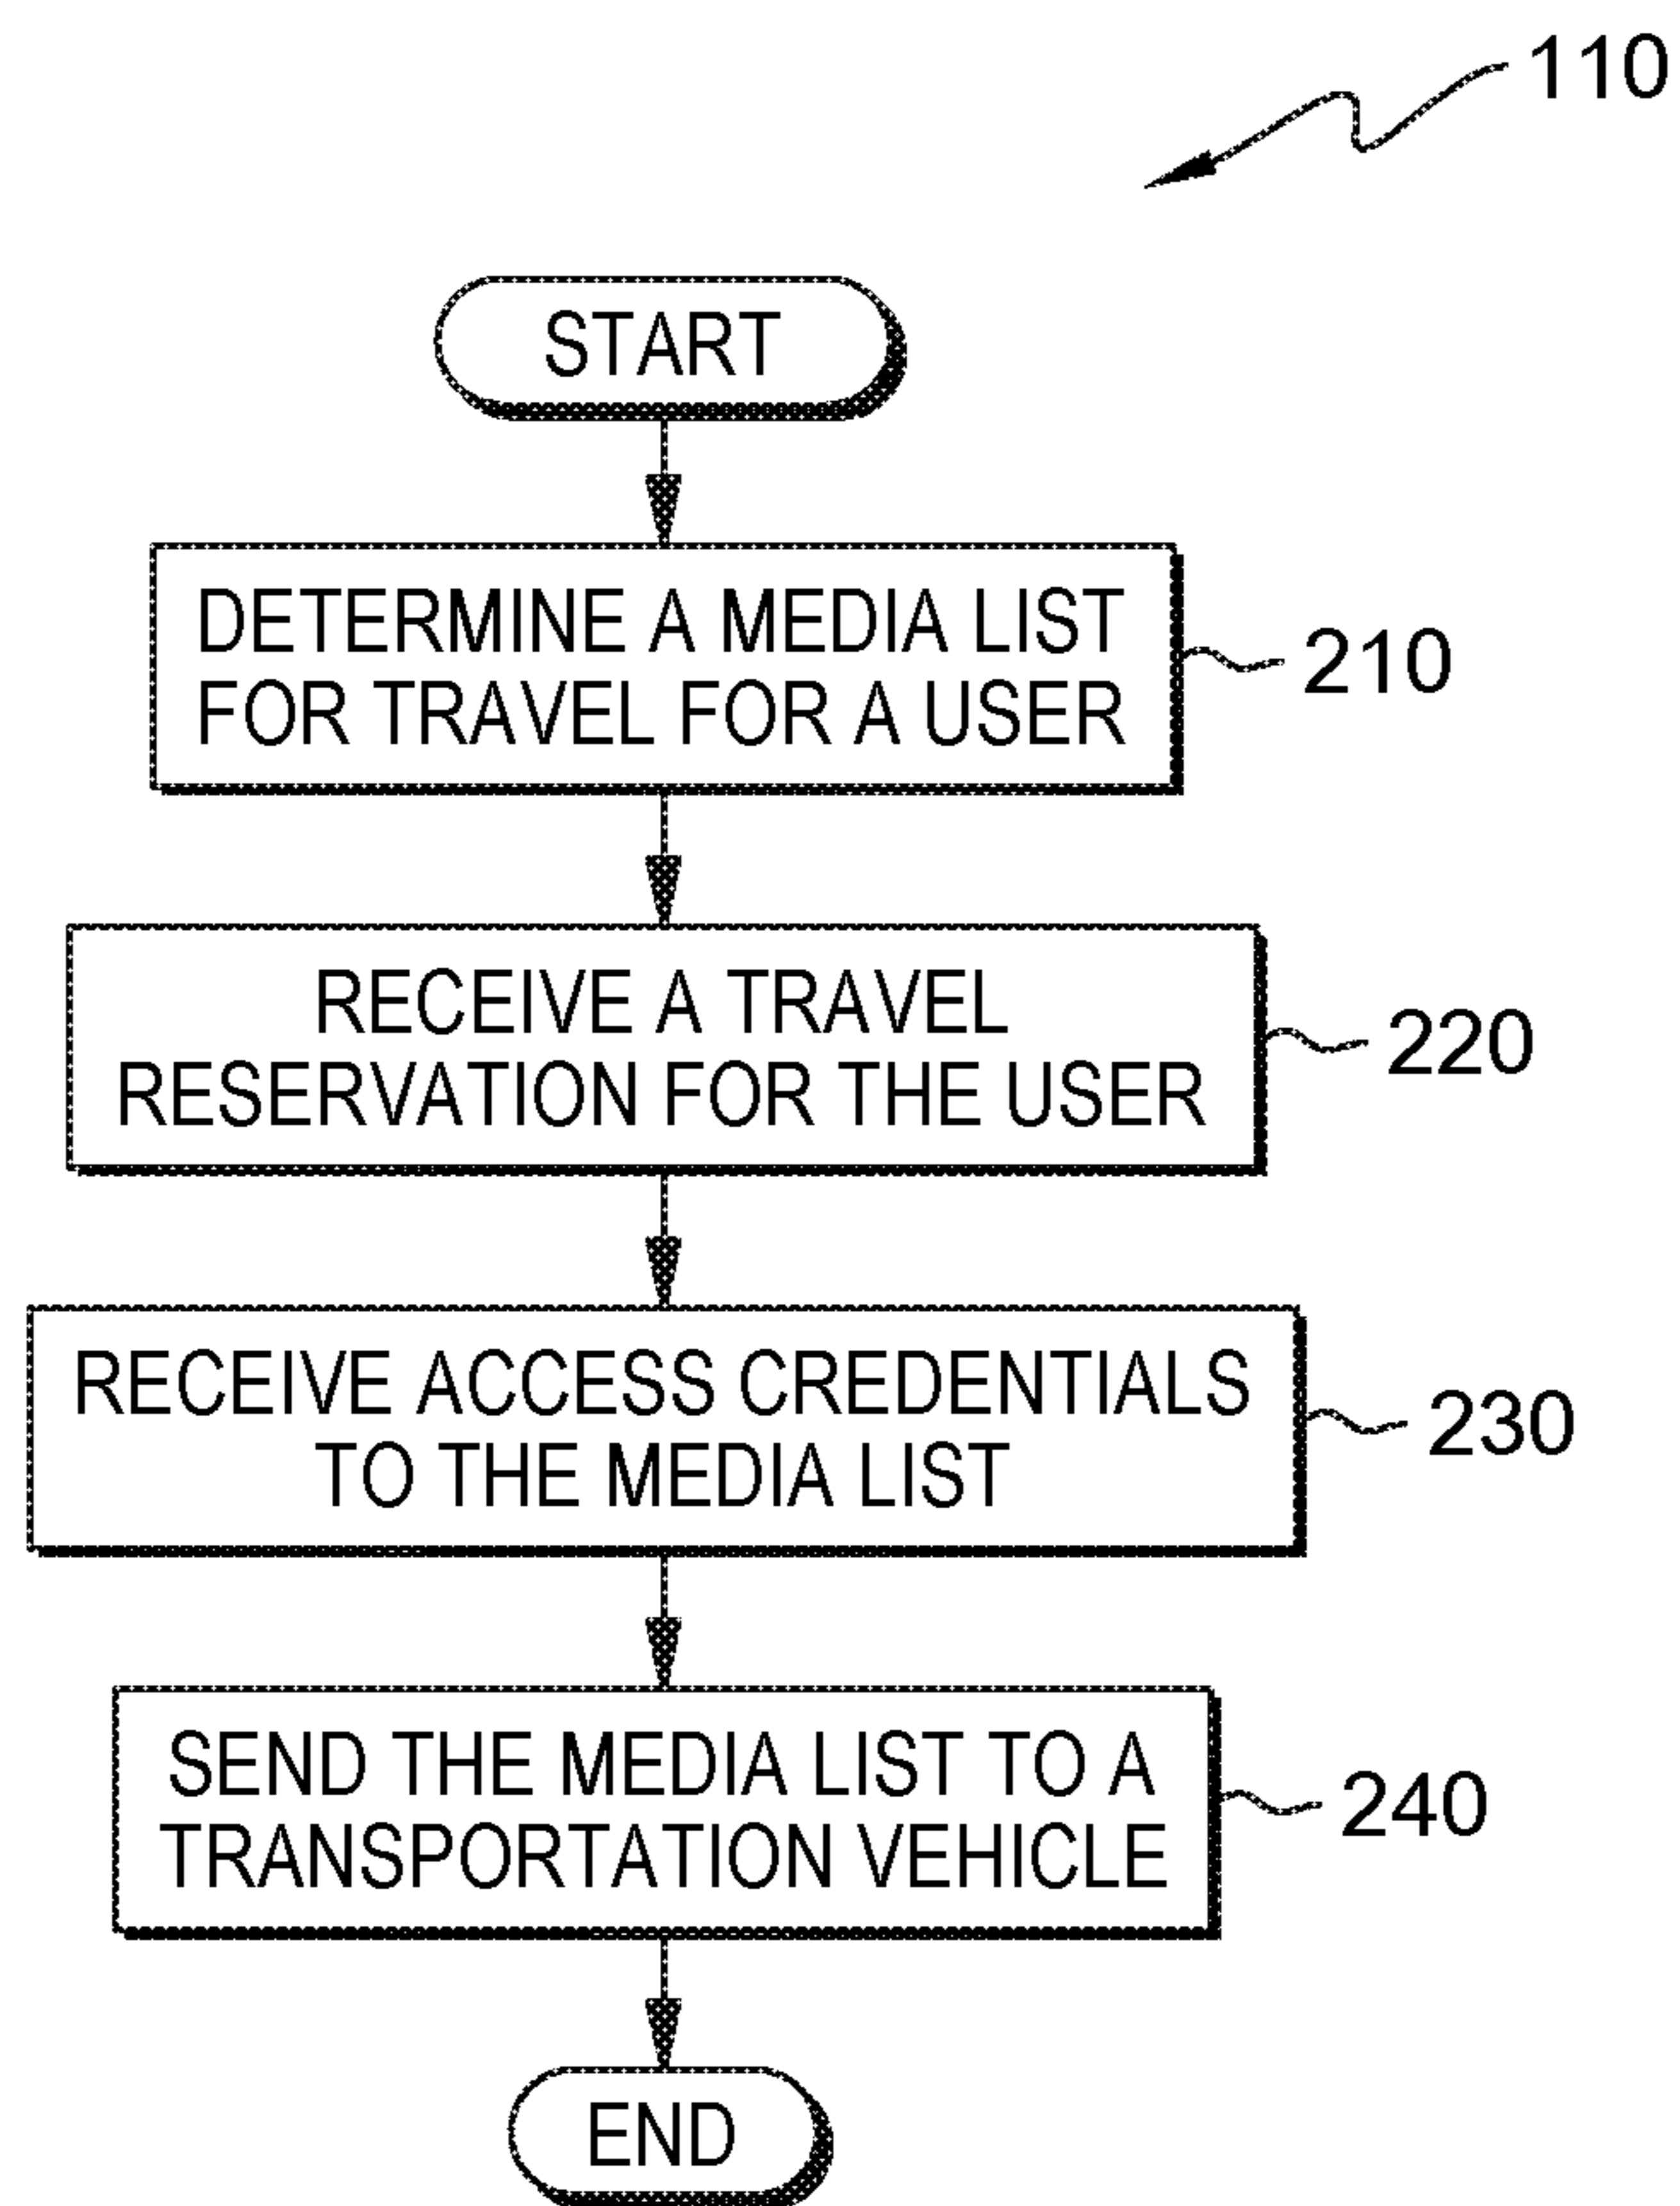 110
START
DETERMINE A MEDIA LIST
FOR TRAVEL FOR A USER
210
RECEIVE A TRAVEL
RESERVATION FOR THE USER
220
RECEIVE ACCESS CREDENTIALS
TO THE MEDIA LIST
230
SEND THE MEDIA LIST TO A
TRANSPORTATION VEHICLE
240
END